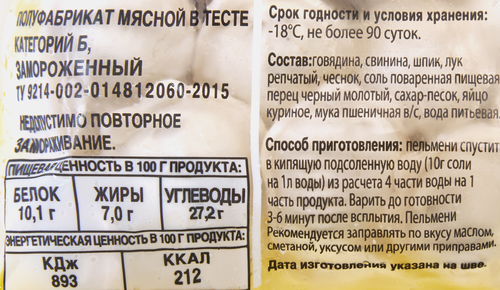 ПОЛУФАБРИКАТ МЯСНОЙ В ТЕСТЕ
КАТЕГОРИЙ Б,
ЗАМОРОЖЕННЫЙ
ТУ 9214-002-014812060-2015
НЕДОПУСТИМО ПОВТОРНОЕ
ЗАМОРАЖИВАНИЕ.
ПИЩЕВАЯ ЦЕННОСТЬ В 100 Г ПРОДУКТА:
БЕЛОК ЖИРЫ УГЛЕВОДЫ
10,1 г 7,0 г 27,2 г
ЭНЕРГЕТИЧЕСКАЯ ЦЕННОСТЬ В 100 Г ПРОДУКТА:
КДж ККАЛ
893 212
Срок годности и условия хранения:
-18°С, не более 90 суток.
Состав:говядина, свинина, шпик, лук
репчатый, чеснок, соль поваренная пищевая
перец черный молотый, сахар-песок, яйцо
куриное, мука пшеничная в/с, вода питьевая.
Способ приготовления: пельмени спустит
в кипящую подсоленную воду (10г соли
на 1л воды) из расчета 4 части воды на 1
часть продукта. Варить до готовности
3-6 минут после всплытия. Пельмени
Рекомендуется заправлять по вкусу маслом,
сметаной, уксусом или другими приправами.
Дата изготовления указана на шве.